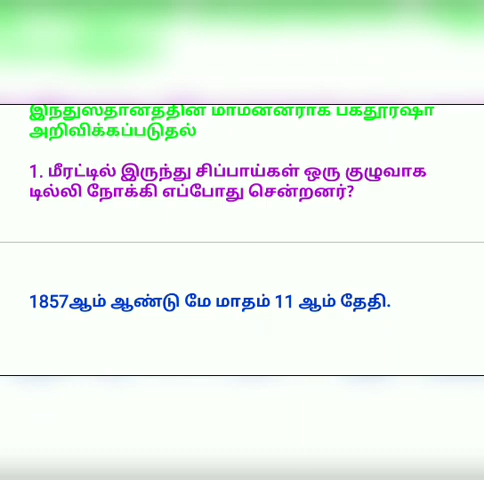 இந்துஸ்தானத்தின் மாமன்னராக பகதூர்ஷா
அறிவிக்கப்படுதல்
1. மீரட்டில் இருந்து சிப்பாய்கள் ஒரு குழுவாக
டில்லி நோக்கி எப்போது சென்றனர்?
1857ஆம் ஆண்டு மே மாதம் 11 ஆம் தேதி.